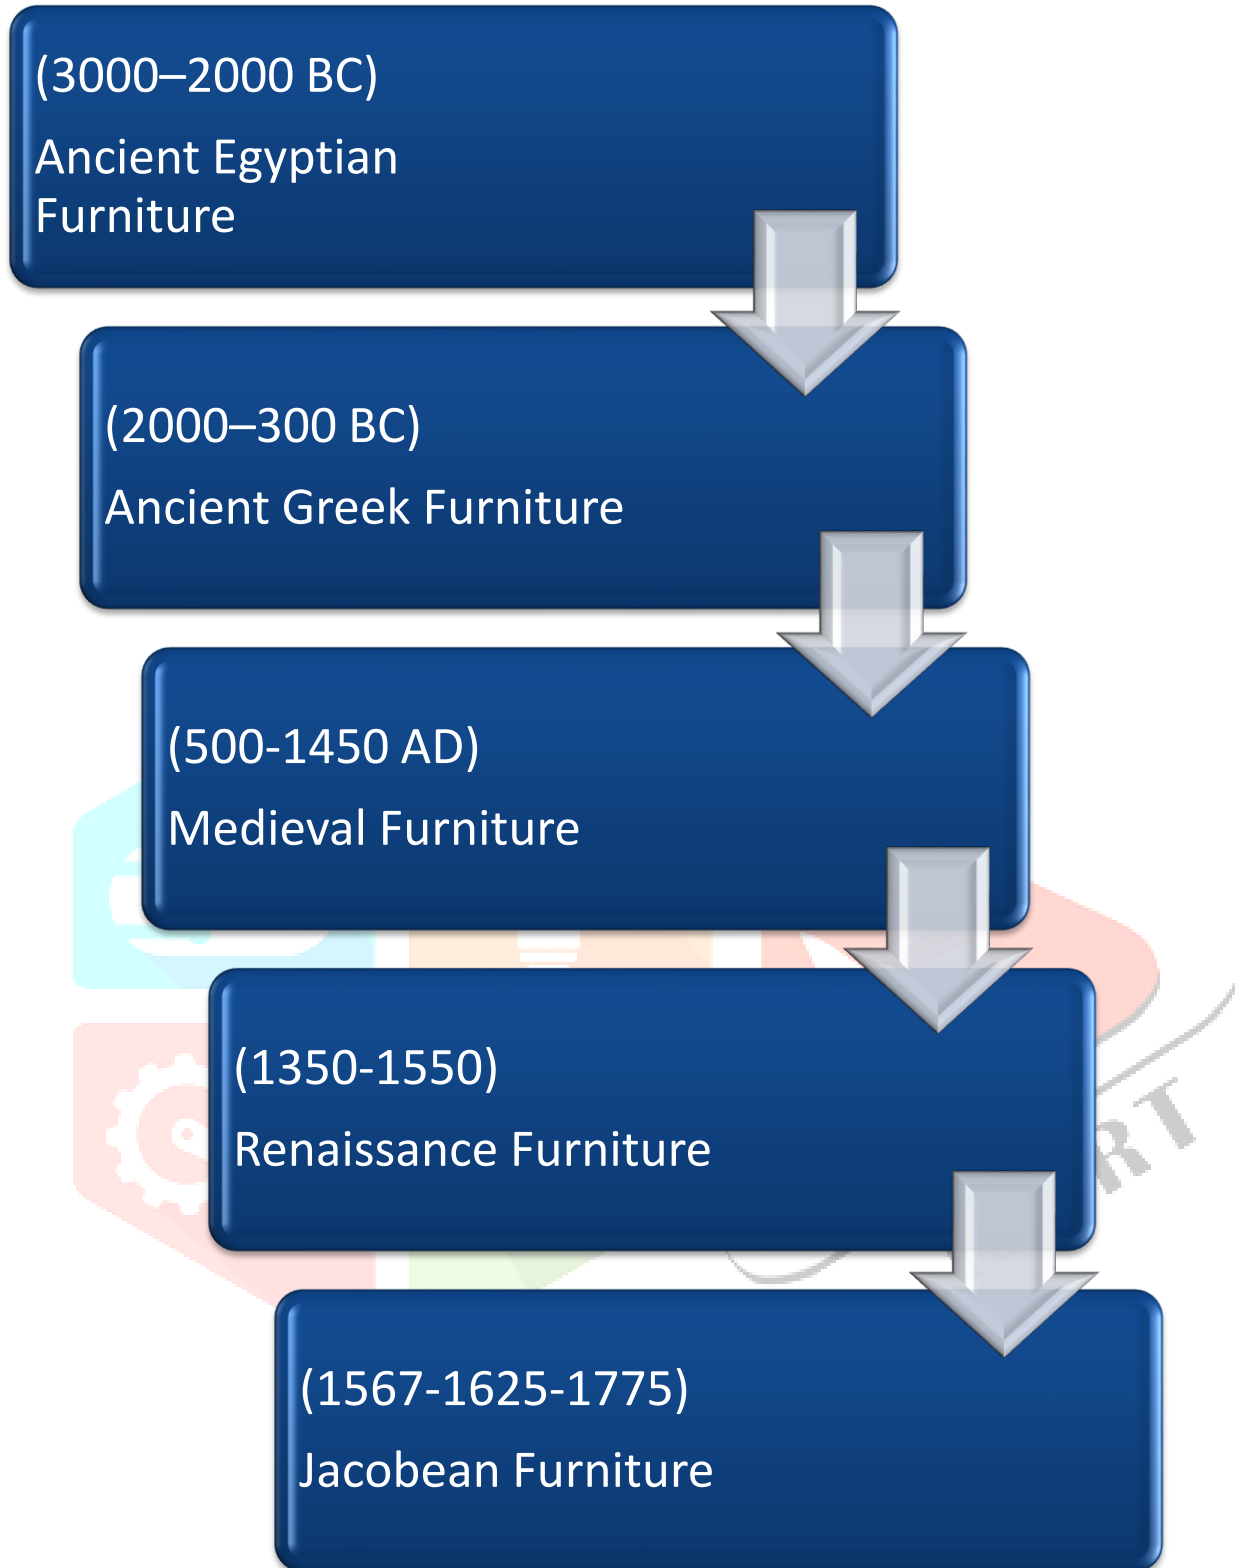 (3000–2000 BC)
Ancient Egyptian
Furniture
(2000–300 BC)
Ancient Greek Furniture
(500-1450 AD)
Medieval Furniture
(1350-1550)
Renaissance Furniture
(1567-1625-1775)
Jacobean Furniture